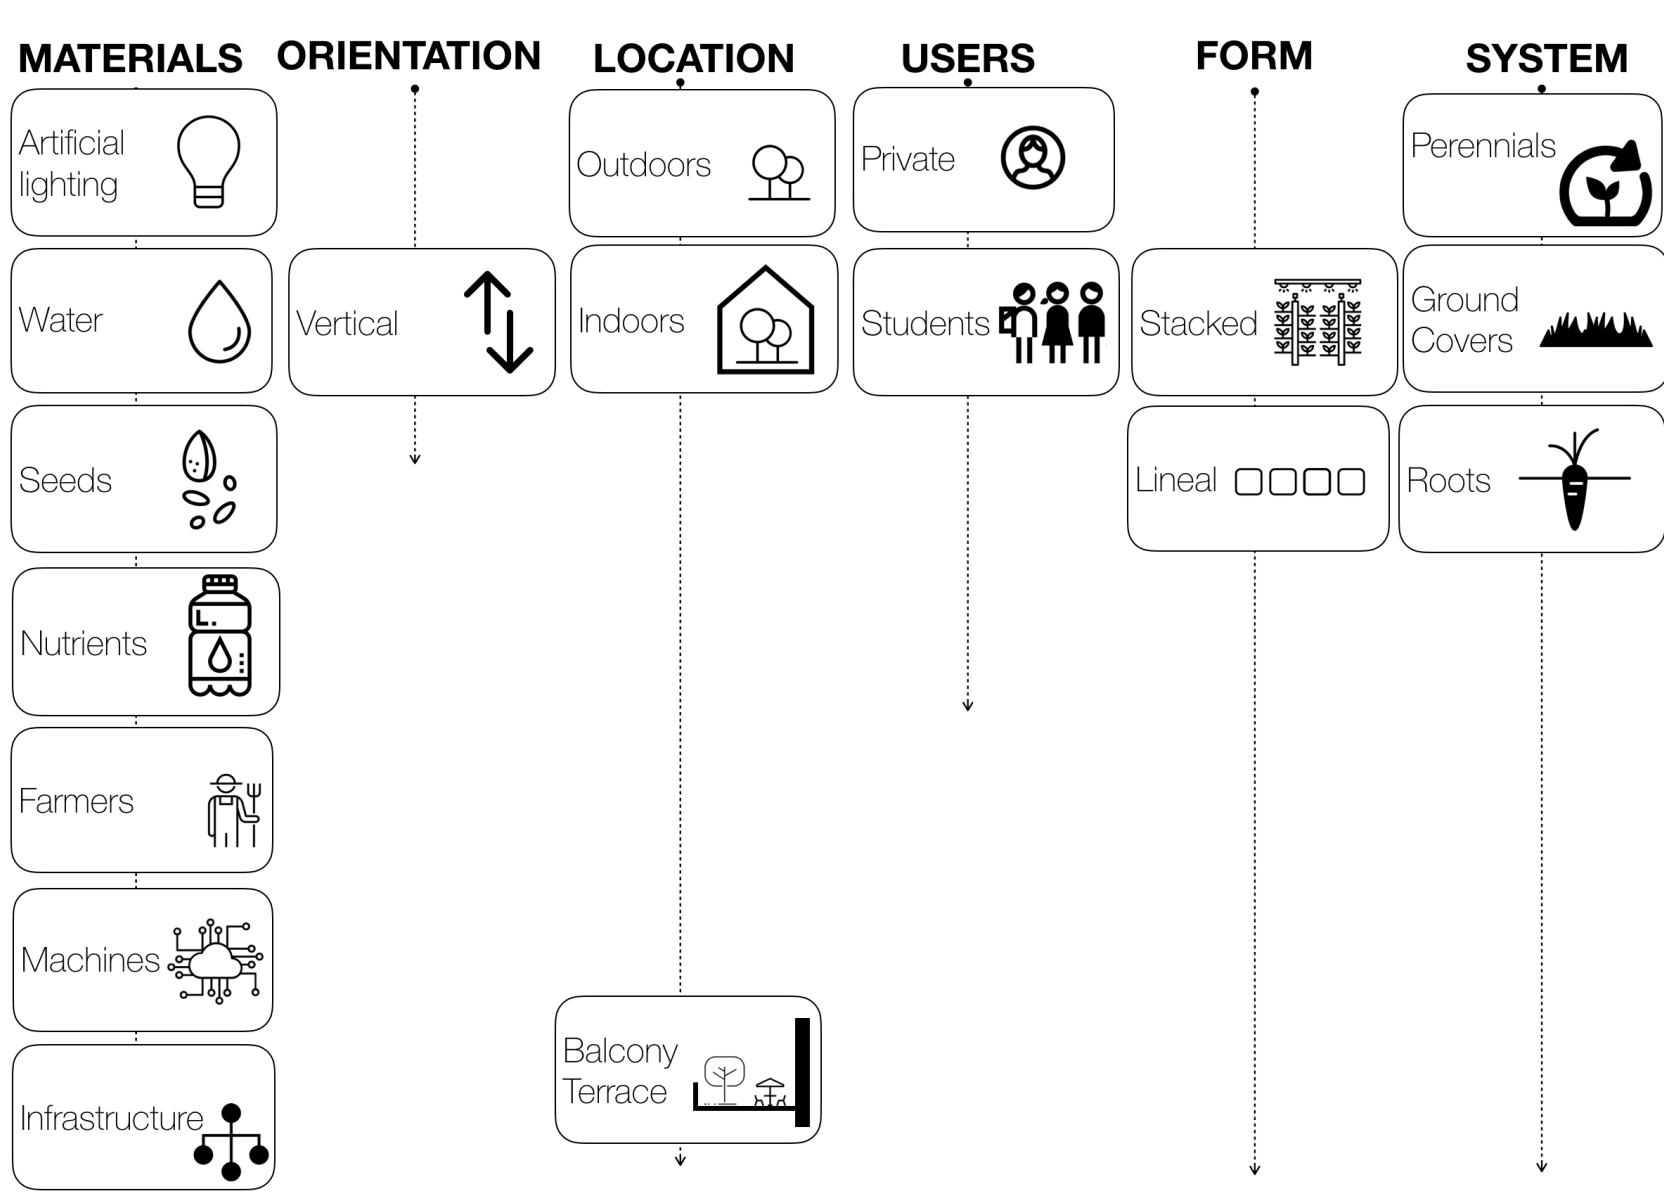 MATERIALS
Artificial
lighting
Water
Seeds
Nutrients
L.
Farmers
Machines
Infrastructure
ORIENTATION
Vertical
LOCATION
Outdoors
Indoors
Balcony
Terrace
USERS
Private
Students
FORM
Stacked
Lineal
SYSTEM
Perennials
Ground
Covers
Roots